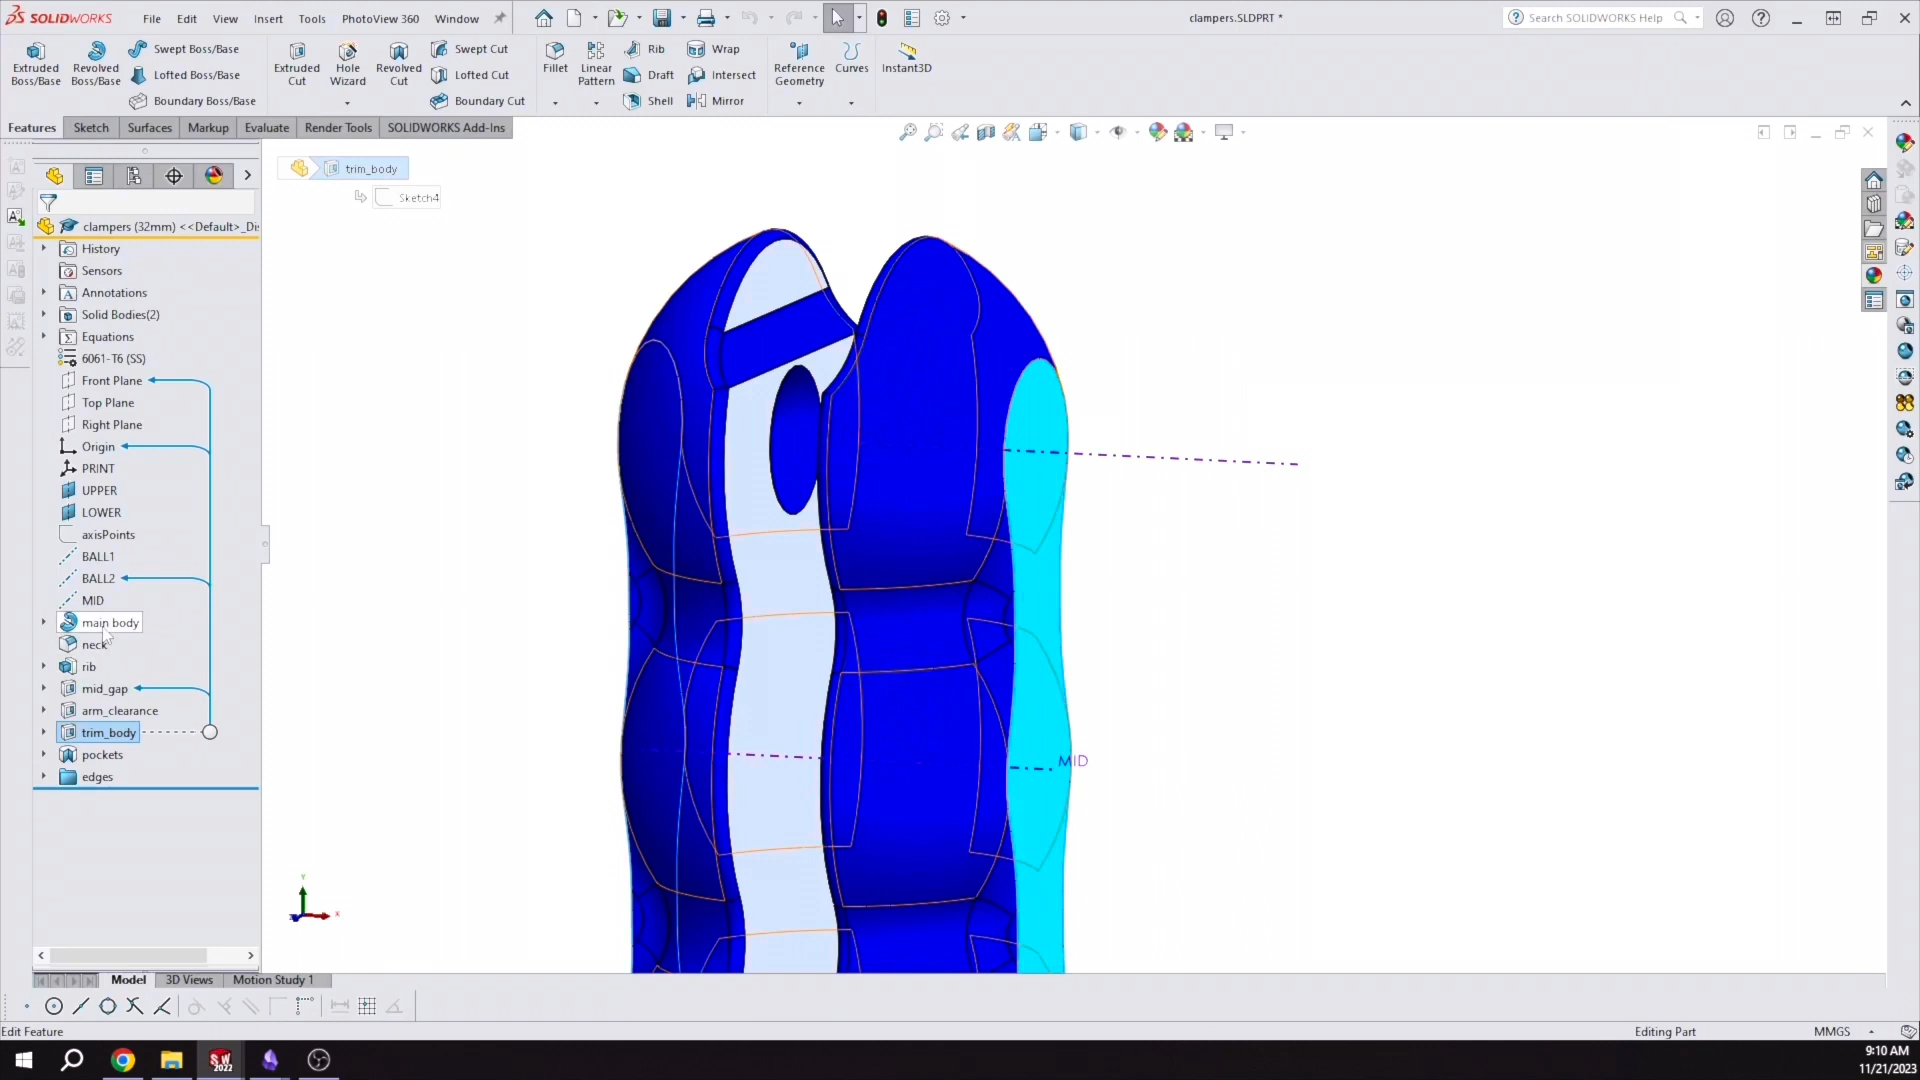 SOLIDWORKS
File Edit View Insert Tools PhotoView 360 Window
clampers.SLDPRT *
Search SOLIDWORKS Help
Extruded Boss/Base
Revolved Boss/Base
Swept Boss/Base
Lofted Boss/Base
Boundary Boss/Base
Extruded Cut
Hole Wizard
Revolved Cut
Swept Cut
Lofted Cut
Boundary Cut
Fillet
Linear Pattern
Rib
Draft
Shell
Wrap
Intersect
Mirror
Reference Geometry
Curves
Instant3D
Features Sketch Surfaces Markup Evaluate Render Tools SOLIDWORKS Add-Ins
trim_body
Sketch4
clampers (32mm) <<Default>_Di
History
Sensors
Annotations
Solid Bodies(2)
Equations
6061-T6 (SS)
Front Plane
Top Plane
Right Plane
Origin
PRINT
UPPER
LOWER
axisPoints
BALL1
BALL2
MID
main body
neck
rib
mid_gap
arm_clearance
trim_body
pockets
edges
MID
Y
X
Model 3D Views Motion Study 1
Edit Feature
Editing Part
MMGS
SW 2022
9:10 AM
11/21/2023